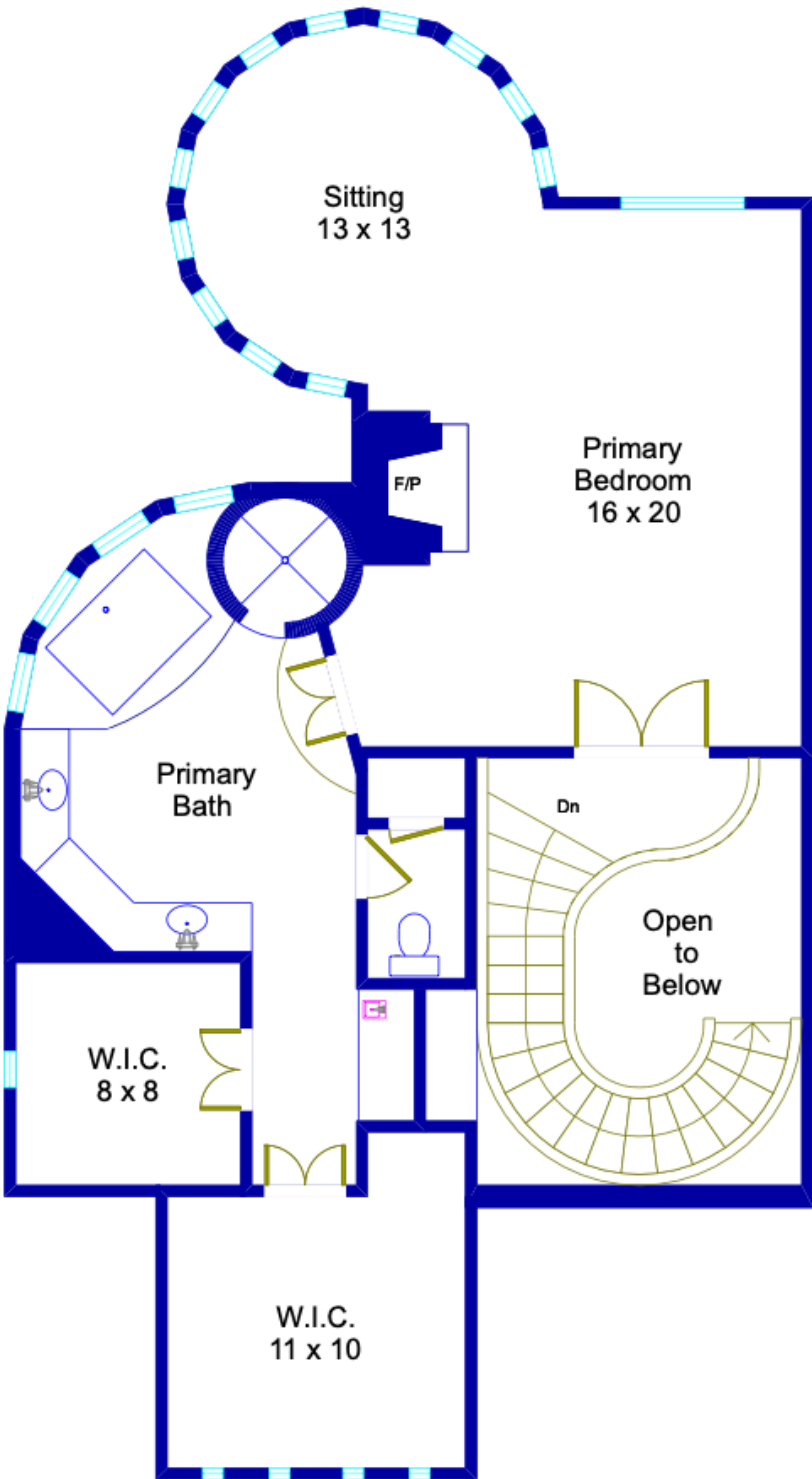 Sitting
13 x 13
Primary
Bedroom
16 x 20
F/P
Primary
Bath
Dn
Open
to
Below
W.I.C.
8 x 8
W.I.C.
11 x 10